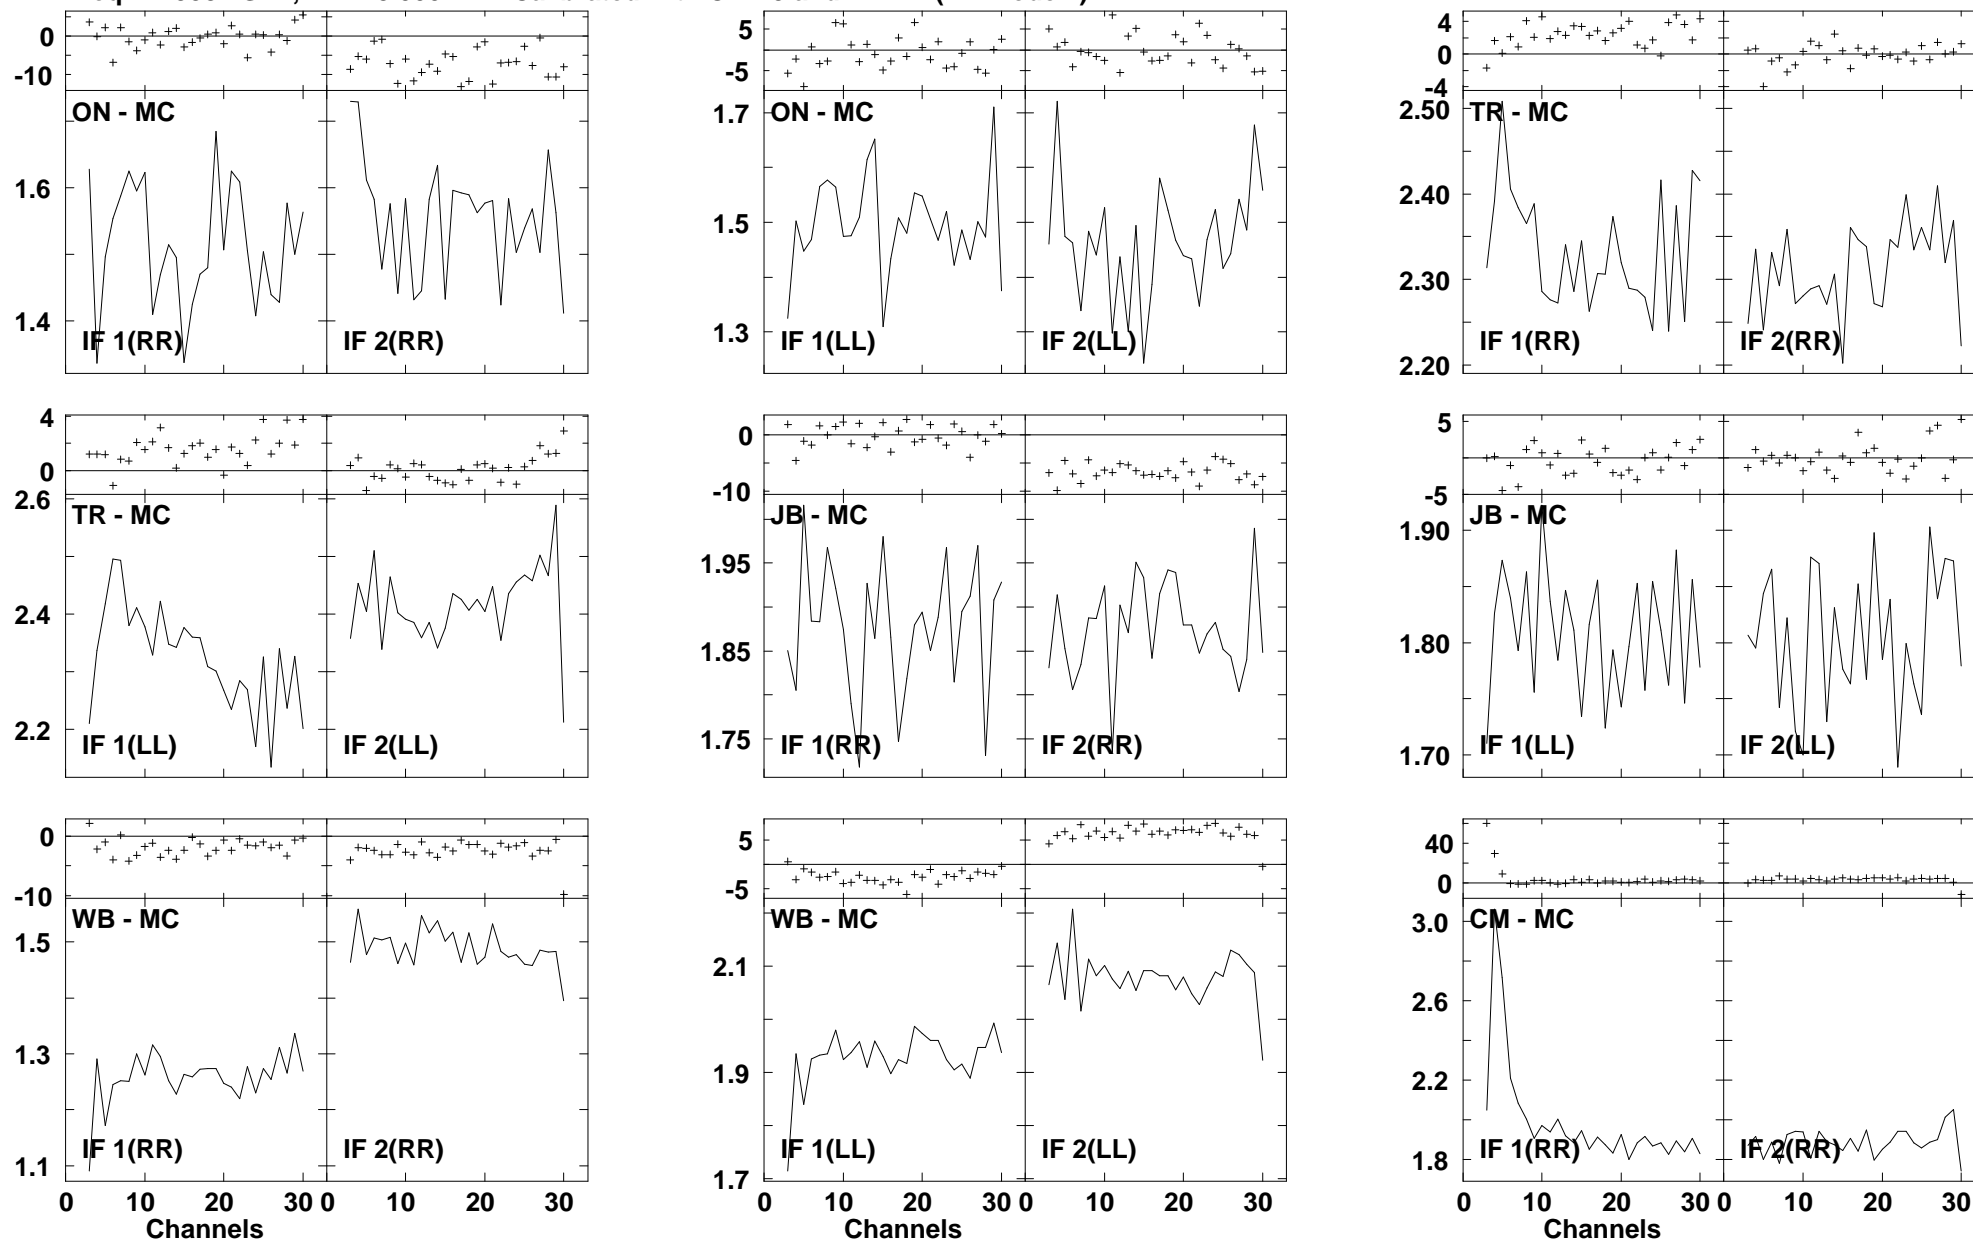 0 5 4
-10 -5 0
-4
ON - MC ON - MC TR - MC
1.7 2.50
1.6 2.40
1.5
2.30
1.4 1.3
IF 1(RR) IF 2(RR) IF 1(LL) IF 2(LL) IF 1(RR) IF 2(RR)
2.20
4 0 5
0 -10 -5
2.6
TR - MC JB - MC JB - MC
1.95 1.90
2.4 1.85 1.80
2.2 1.75 1.70
IF 1(LL) IF 2(LL) IF 1(RR) IF 2(RR) IF 1(LL) IF 2(LL)
0 5 40
-10 -5 0
WB - MC WB - MC CM - MC
1.5 2.1 3.0
2.6
1.3 1.9 2.2
IF 1(RR) IF 2(RR) IF 1(LL) IF 2(LL) IF 1(RR) IF 2(RR)
1.1 1.7 1.8
0 10 20 30 0 10 20 30 0 10 20 30 0 10 20 30 0 10 20 30 0 10 20 30
Channels Channels Channels